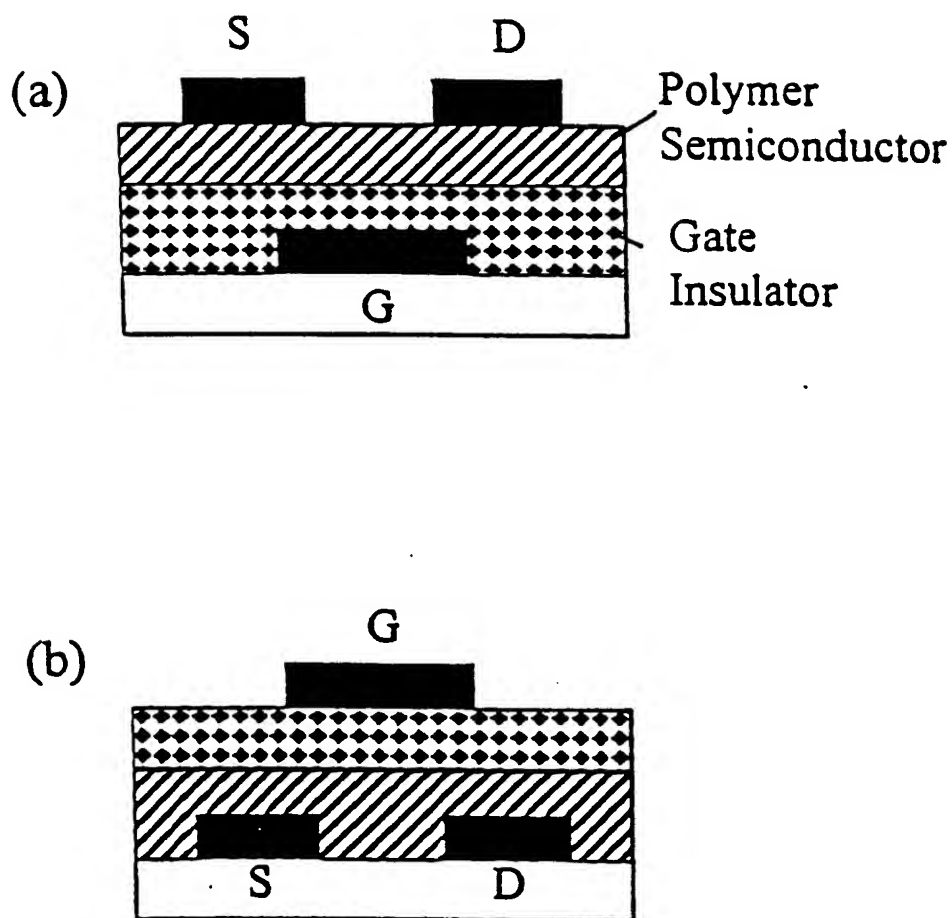 S D
(a)
Polymer
Semiconductor
Gate
Insulator
G
G
(b)
S D